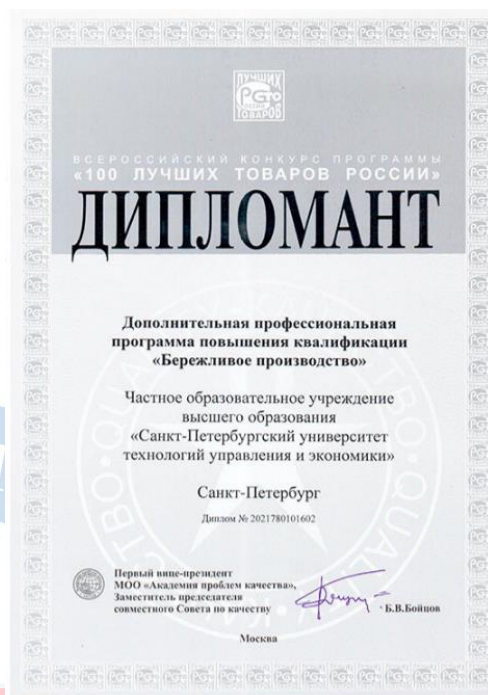 ЛУЧШИХ
ТОВАРОВ
ВСЕРОССИЙСКИЙ КОНКУРС ПРОГРАММЫ
«100 ЛУЧШИХ ТОВАРОВ РОССИИ»
ДИПЛОМАНТ
Дополнительная профессиональная
программа повышения квалификации
«Бережливое производство»
Частное образовательное учреждение
высшего образования
«Санкт-Петербургский университет
технологий управления и экономики»
Санкт-Петербург
Диплом № 2021780101602
Первый вице-президент
МОО «Академия проблем качества»,
Заместитель председателя
совместного Совета по качеству
Б.В.Бойцов
Москва